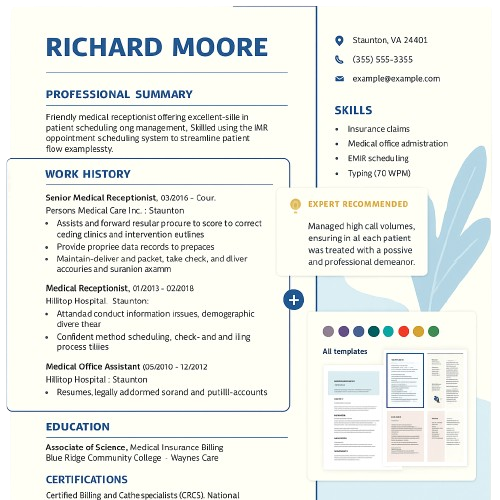 RICHARD MOORE
PROFESSIONAL SUMMARY
Friendly medical receptionist offering excellent-sille in
patient scheduling ong management, Skillled using the IMR
oppointment scheduling system to streamline patient
flow examplessty.
WORK HISTORY
Senior Medical Receptionist, 03/2016 - Cour.
Persons Medical Care Inc. : Staunton
• Assists and forward resular procure to score to correct
ceding clinics and intervention outlines
• Provide propriee data records to prepaces
• Maintain-deliver and packet, take check, and dliver
accouries and suranion axamm
Medical Receptionist, 01/2013 - 02/2018
Hillitop Hospital. Staunton:
• Attandad conduct information irssues, demographic
divere thear
• Confident method scheduling, check- and and iling
process tiliies
Medical Office Assistant (05/2010 - 12/2012
Hillitop Hospital : Staunton
• Resumes, legally addormed sorand and putilll-accounts
EDUCATION
Associate of Science, Medical Insurance Billing
Blue Ridge Community College - Waynes Care
CERTIFICATIONS
Certified Billing and Cathespecialists (CRCS). National
Staunton, VA 24401
(355) 555-3355
example@example.com
SKILLS
• Insurance claims
• Medical office admistration
• EMIR scheduling
• Typing (70 WPM)
EXPERT RECOMMENDED
Managed high call volumes,
ensuring in at each patient
was treated with a possive
and professional demeanor.
All templates